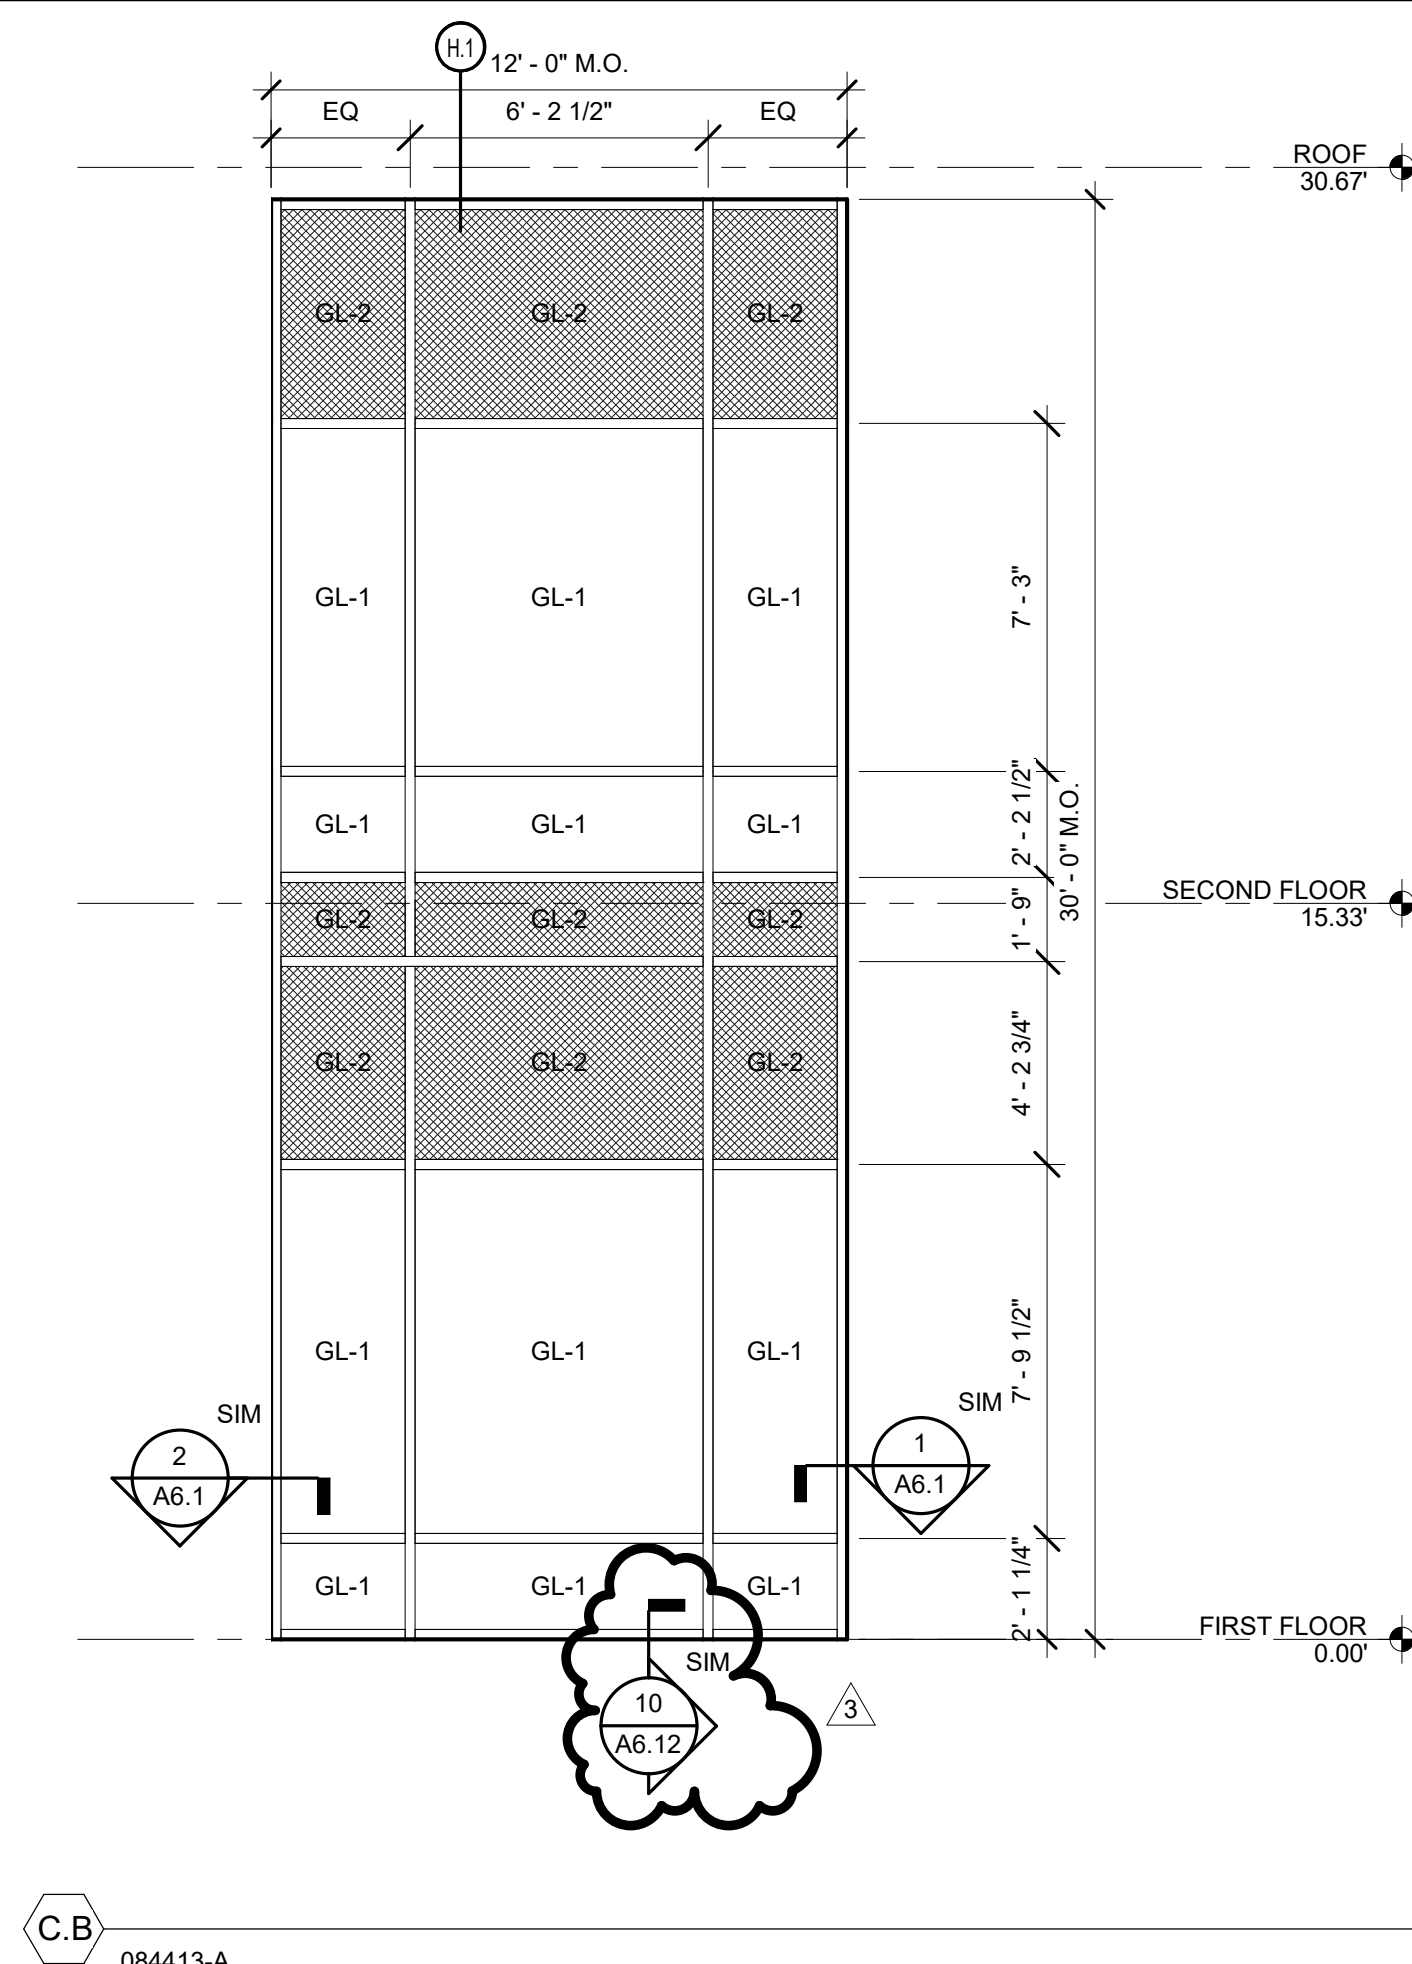 H.1
12' - 0" M.O.
EQ
6' - 2 1/2"
EQ
ROOF
30.67'
GL-2
GL-2
GL-2
GL-1
GL-1
GL-1
7' - 3"
GL-1
GL-1
GL-1
2' - 2 1/2"
30' - 0" M.O.
SECOND FLOOR
15.33'
GL-2
GL-2
GL-2
1' - 9"
GL-2
GL-2
GL-2
4' - 2 3/4"
GL-1
GL-1
GL-1
7' - 9 1/2"
SIM
2
A6.1
SIM
1
A6.1
GL-1
GL-1
GL-1
2' - 1 1/4"
FIRST FLOOR
0.00'
SIM
10
A6.12
3
C.B
084413-A